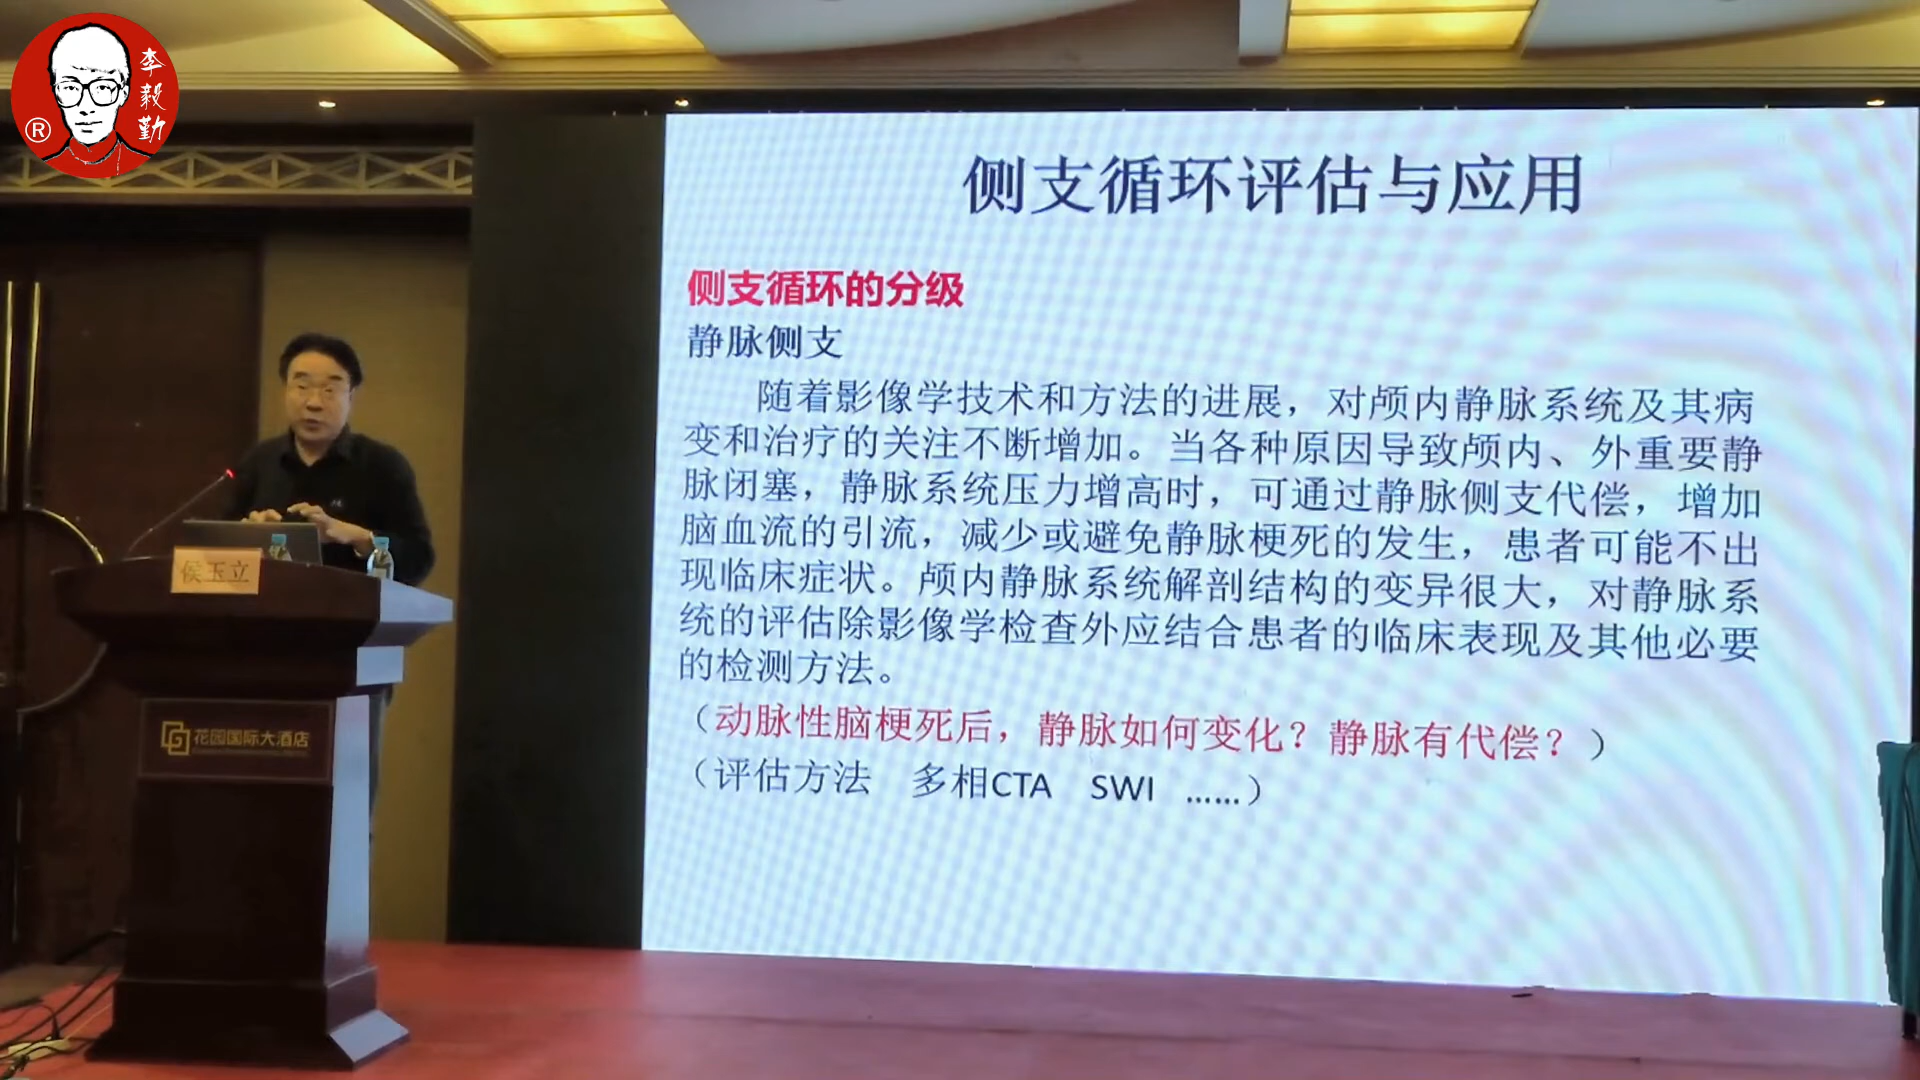 李毅勤
®
侧支循环评估与应用
侧支循环的分级
静脉侧支
随着影像学技术和方法的进展，对颅内静脉系统及其病
变和治疗的关注不断增加。当各种原因导致颅内、外重要静
脉闭塞，静脉系统压力增高时，可通过静脉侧支代偿，增加
脑血流的引流，减少或避免静脉梗死的发生，患者可能不出
现临床症状。颅内静脉系统解剖结构的变异很大，对静脉系
统的评估除影像学检查外应结合患者的临床表现及其他必要
的检测方法。
（动脉性脑梗死后，静脉如何变化？静脉有代偿？）
（评估方法 多相CTA SWI ……）
侯玉立
花园国际大酒店